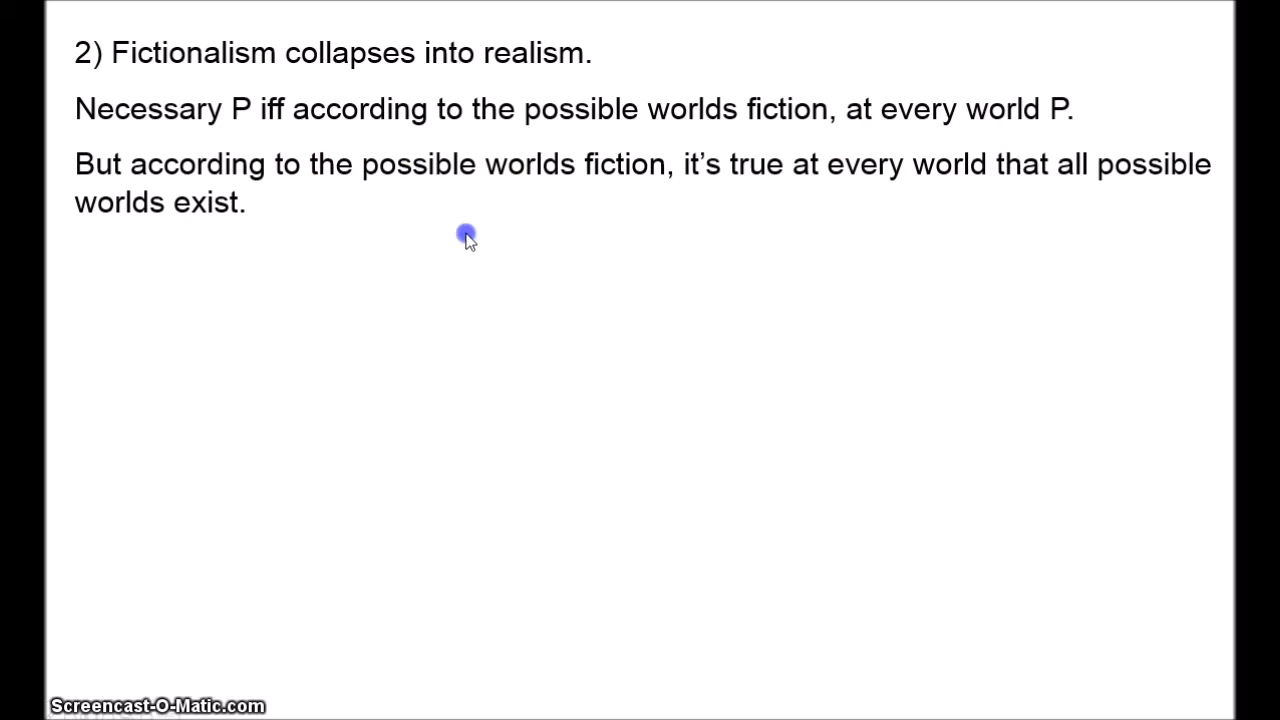 2) Fictionalism collapses into realism.
Necessary P iff according to the possible worlds fiction, at every world P.
But according to the possible worlds fiction, it’s true at every world that all possible
worlds exist.
Screencast-O-Matic.com